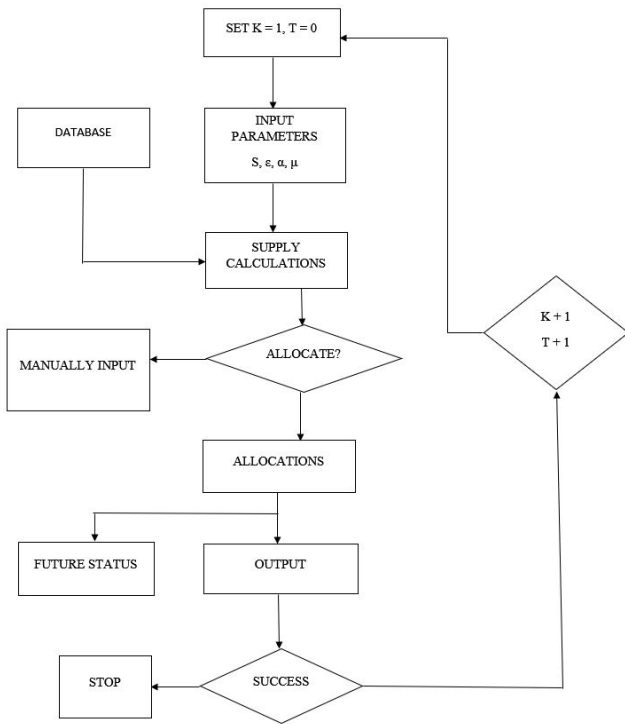 SET K = 1, T = 0
DATABASE
INPUT
PARAMETERS
S, ε, α, μ
SUPPLY
CALCULATIONS
K + 1
T + 1
MANUALLY INPUT
ALLOCATE?
ALLOCATIONS
FUTURE STATUS
OUTPUT
STOP
SUCCESS